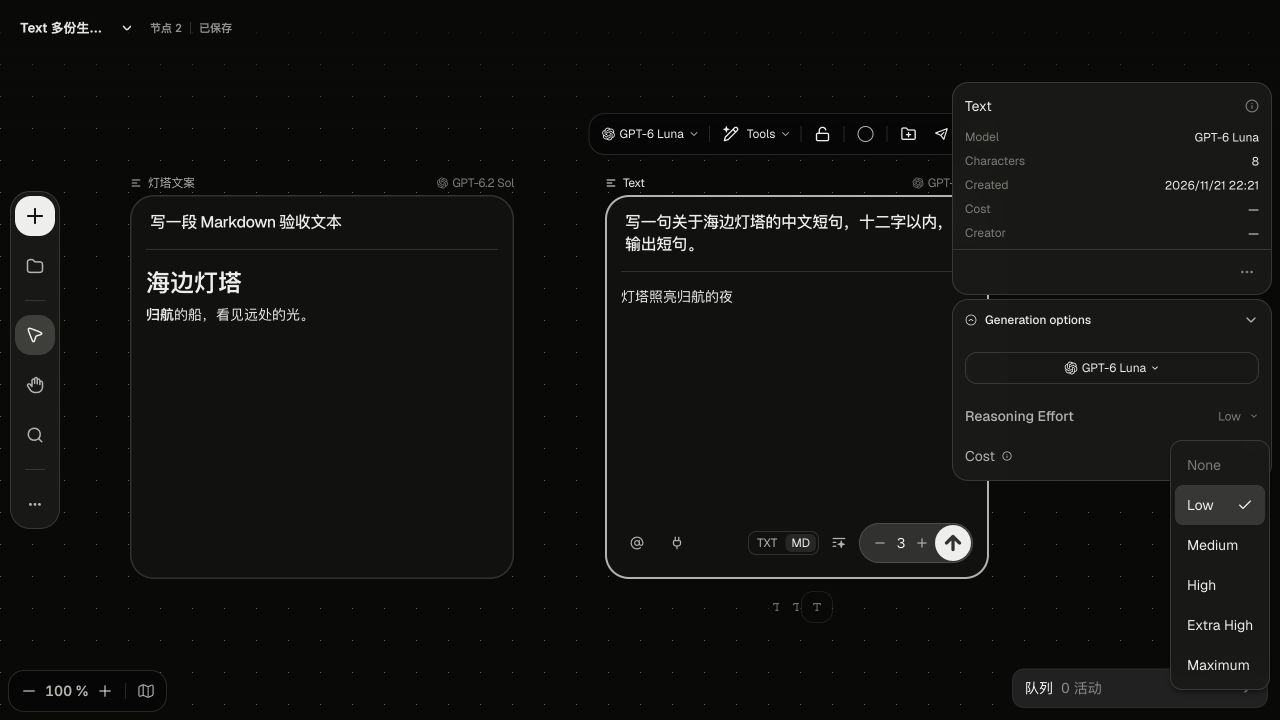 Text 多份生...
节点 2
已保存
GPT-6 Luna
Tools
灯塔文案
GPT-6.2 Sol
写一段 Markdown 验收文本
海边灯塔
归航的船，看见远处的光。
Text
GPT-
写一句关于海边灯塔的中文短句，十二字以内，
输出短句。
灯塔照亮归航的夜
TXT MD
3
T T T
Text
Model GPT-6 Luna
Characters 8
Created 2026/11/21 22:21
Cost —
Creator —
Generation options
GPT-6 Luna
Reasoning Effort Low
Cost
None
Low
Medium
High
Extra High
Maximum
100 %
队列 0 活动